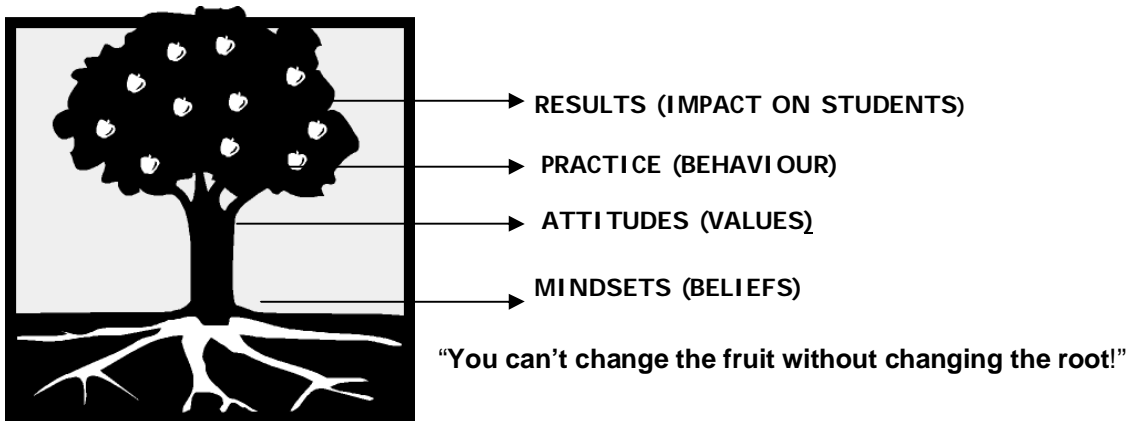 RESULTS (IMPACT ON STUDENTS)
PRACTICE (BEHAVIOUR)
ATTITUDES (VALUES)
MINDSETS (BELIEFS)
“You can’t change the fruit without changing the root!”